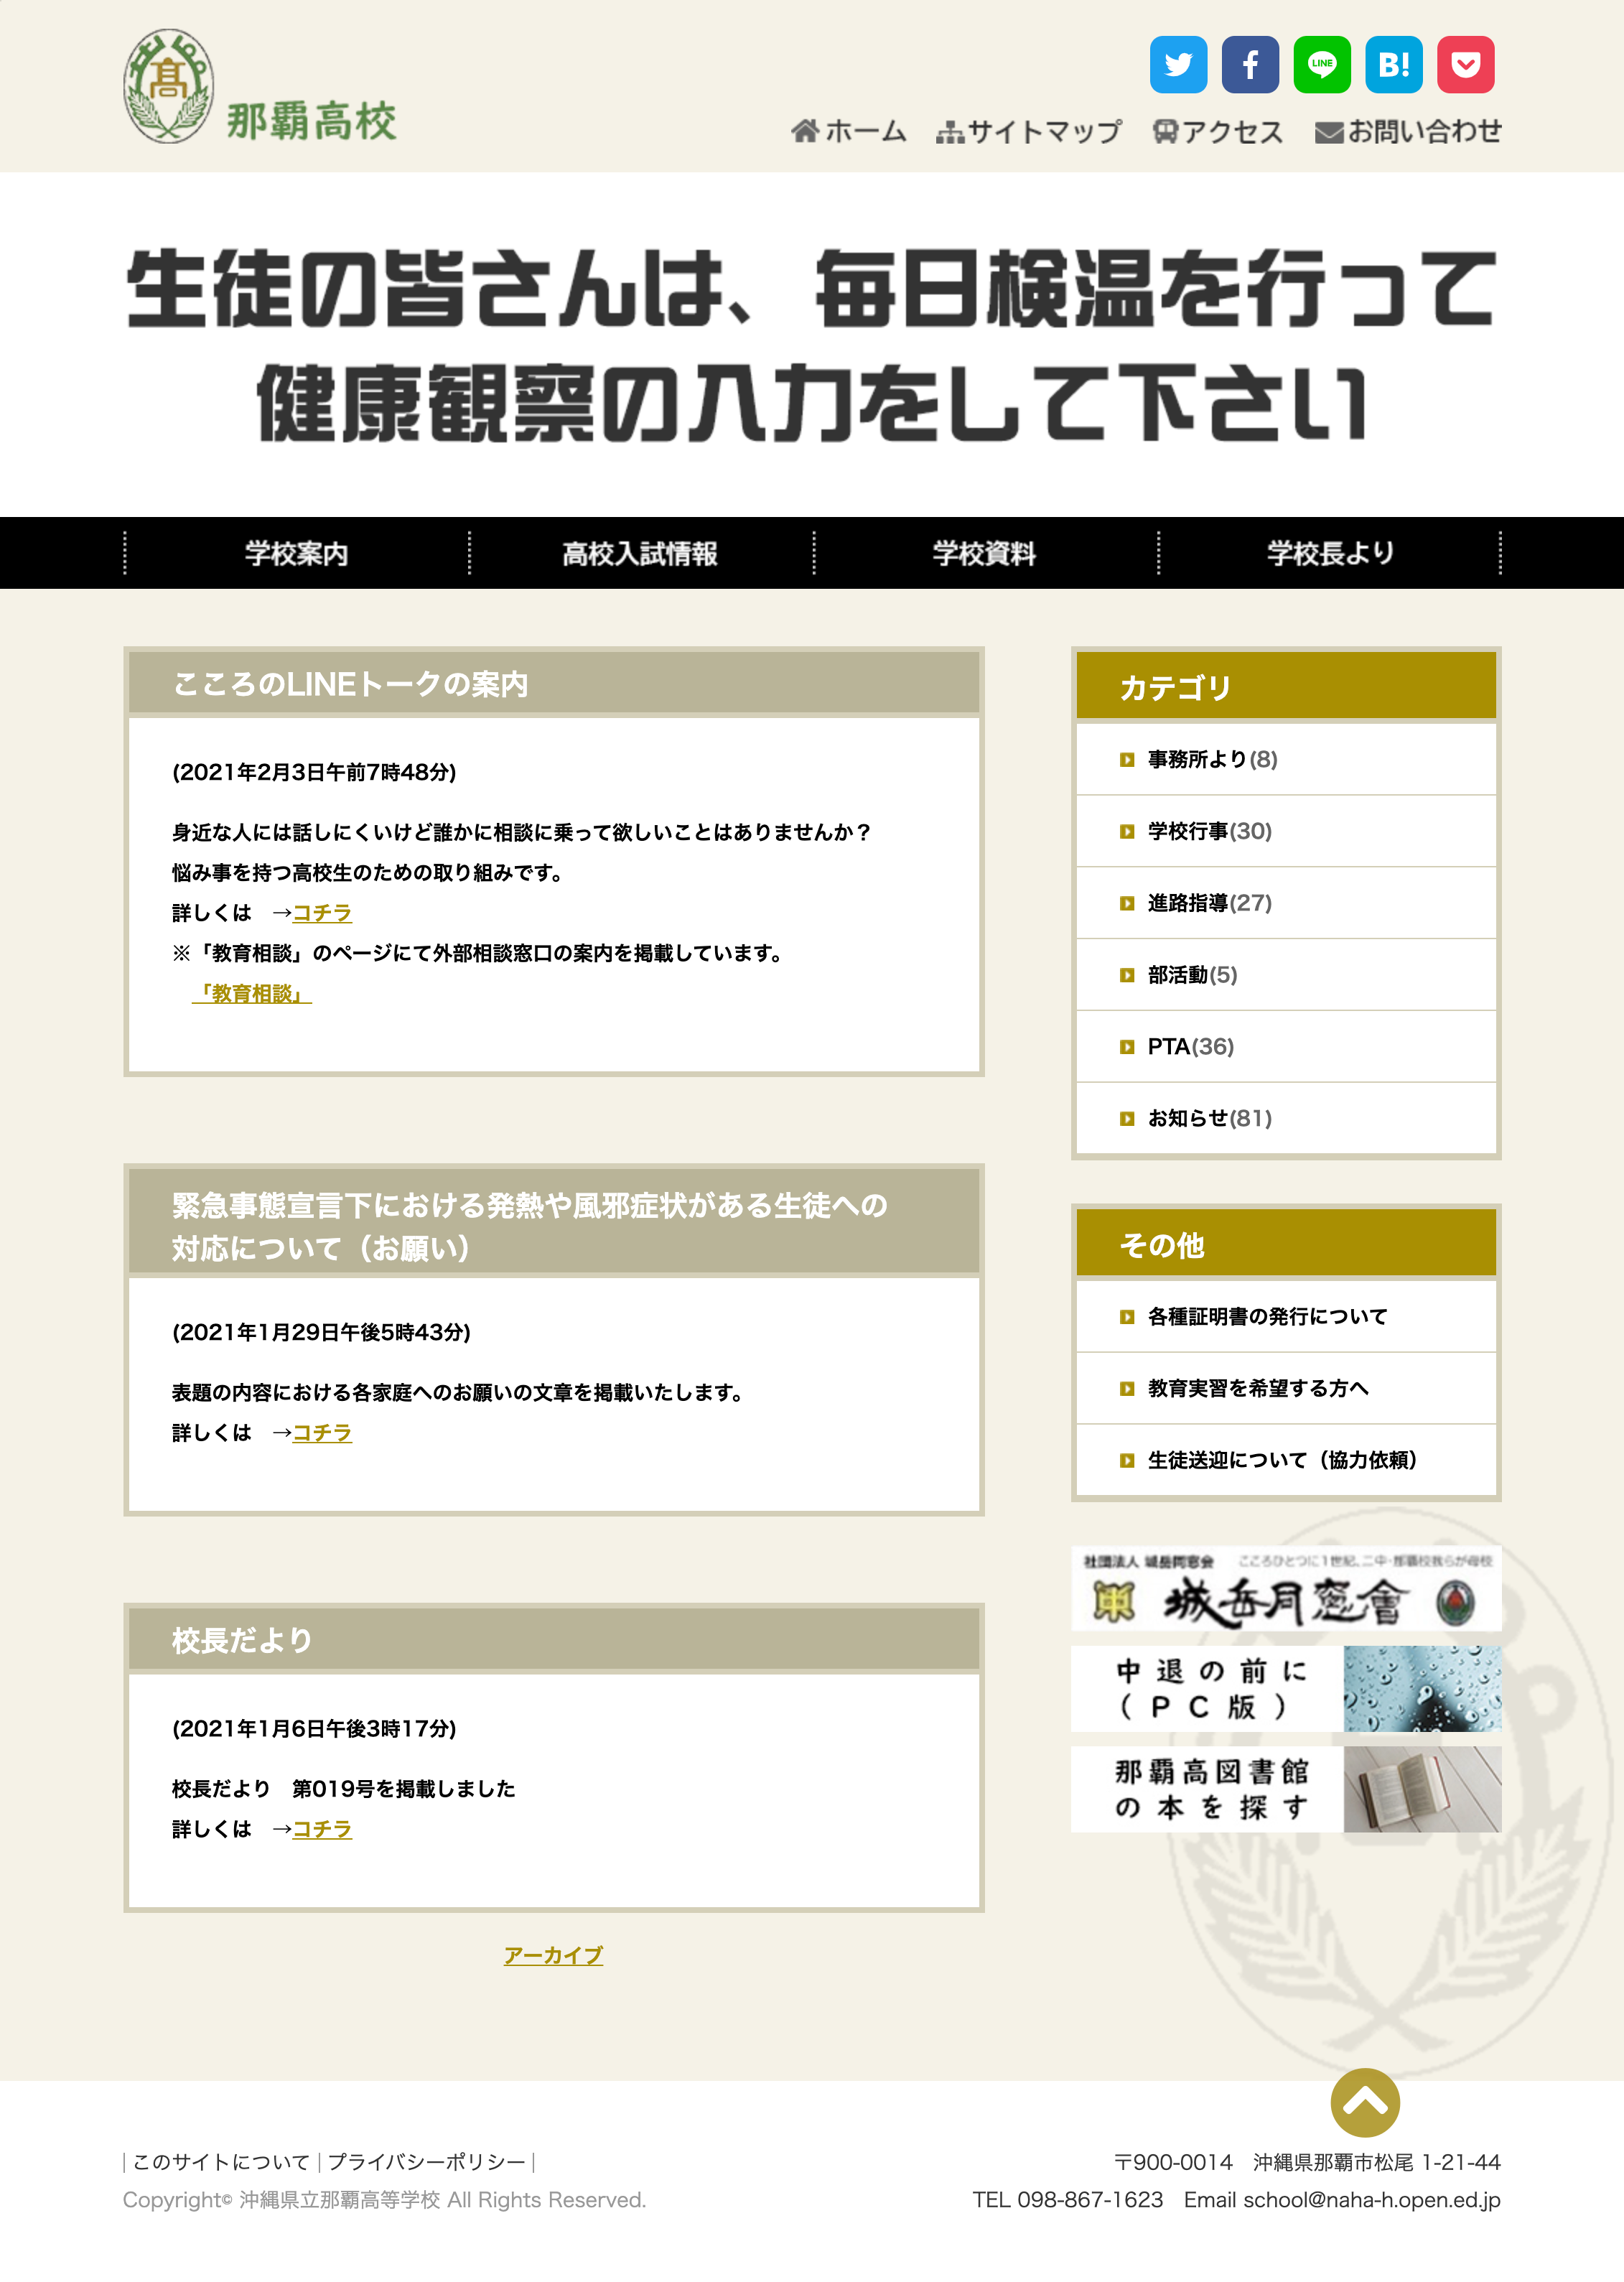 那覇高校
ホーム サイトマップ アクセス お問い合わせ
生徒の皆さんは、毎日検温を行って
健康観察の入力をして下さい
学校案内 高校入試情報 学校資料 学校長より
こころのLINEトークの案内
(2021年2月3日午前7時48分)
身近な人には話しにくいけど誰かに相談に乗って欲しいことはありませんか？
悩み事を持つ高校生のための取り組みです。
詳しくは　→コチラ
※「教育相談」のページにて外部相談窓口の案内を掲載しています。
「教育相談」
緊急事態宣言下における発熱や風邪症状がある生徒への
対応について（お願い）
(2021年1月29日午後5時43分)
表題の内容における各家庭へのお願いの文章を掲載いたします。
詳しくは　→コチラ
校長だより
(2021年1月6日午後3時17分)
校長だより　第019号を掲載しました
詳しくは　→コチラ
アーカイブ
カテゴリ
事務所より(8)
学校行事(30)
進路指導(27)
部活動(5)
PTA(36)
お知らせ(81)
その他
各種証明書の発行について
教育実習を希望する方へ
生徒送迎について（協力依頼）
社団法人 城岳同窓会 こころひとつに1世紀、二中・那覇校我らが母校
城岳同窓會
中退の前に
（PC版）
那覇高図書館
の本を探す
| このサイトについて | プライバシーポリシー |
Copyright© 沖縄県立那覇高等学校 All Rights Reserved.
〒900-0014　沖縄県那覇市松尾 1-21-44
TEL 098-867-1623　Email school@naha-h.open.ed.jp